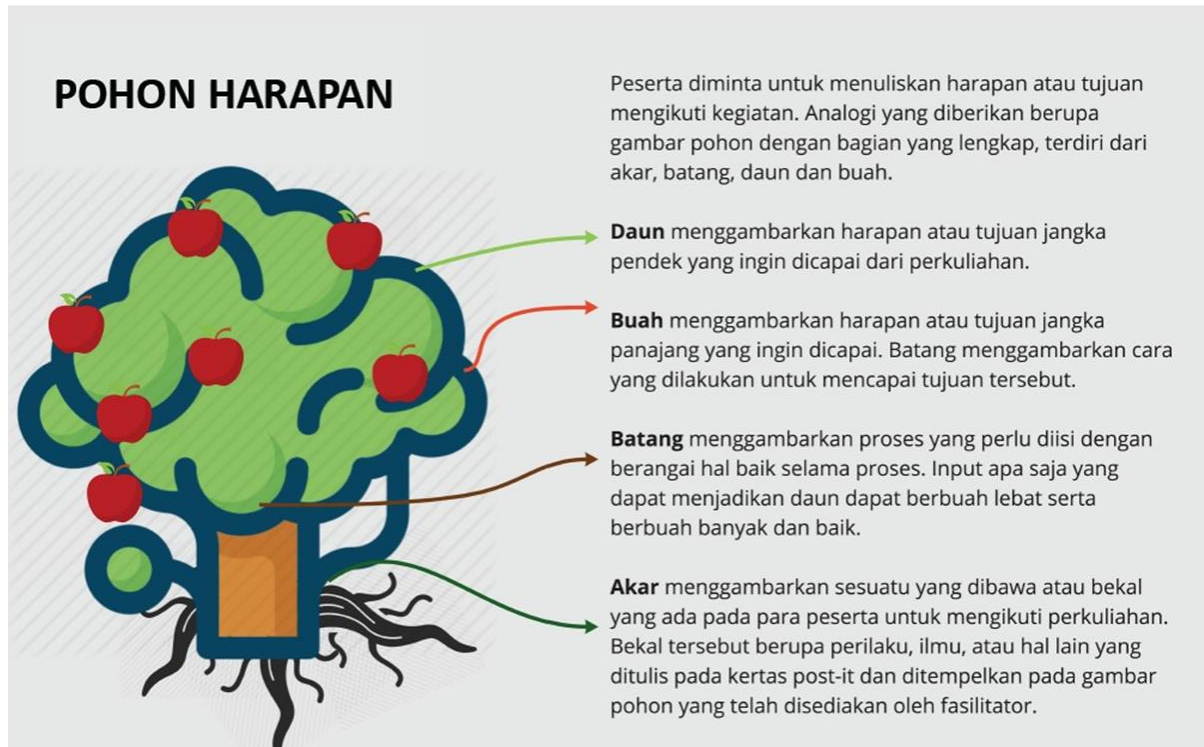 POHON HARAPAN
Peserta diminta untuk menuliskan harapan atau tujuan
mengikuti kegiatan. Analogi yang diberikan berupa
gambar pohon dengan bagian yang lengkap, terdiri dari
akar, batang, daun dan buah.
Daun menggambarkan harapan atau tujuan jangka
pendek yang ingin dicapai dari perkuliahan.
Buah menggambarkan harapan atau tujuan jangka
panajang yang ingin dicapai. Batang menggambarkan cara
yang dilakukan untuk mencapai tujuan tersebut.
Batang menggambarkan proses yang perlu diisi dengan
berangai hal baik selama proses. Input apa saja yang
dapat menjadikan daun dapat berbuah lebat serta
berbuah banyak dan baik.
Akar menggambarkan sesuatu yang dibawa atau bekal
yang ada pada para peserta untuk mengikuti perkuliahan.
Bekal tersebut berupa perilaku, ilmu, atau hal lain yang
ditulis pada kertas post-it dan ditempelkan pada gambar
pohon yang telah disediakan oleh fasilitator.